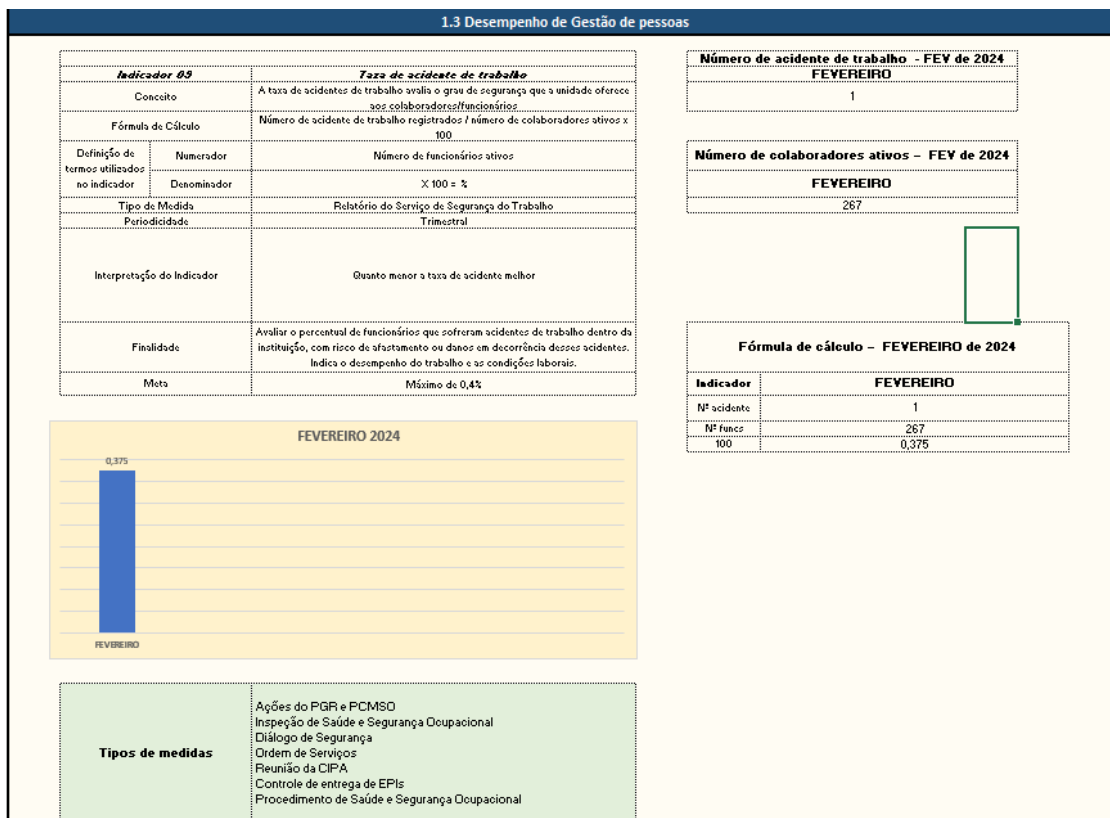 1.3 Desempenho de Gestão de pessoas
Indicador 09 Taxa de acidente de trabalho
Conceito
A taxa de acidentes de trabalho avalia o grau de segurança que a unidade oferece
aos colaboradores/funcionários
Fórmula de Cálculo
Número de acidente de trabalho registrados / número de colaboradores ativos x
100
Definição de
termos utilizados
no indicador
Numerador
Número de funcionários ativos
Denominador
X 100 = %
Tipo de Medida
Relatório do Serviço de Segurança do Trabalho
Periodicidade
Trimestral
Interpretação do Indicador
Quanto menor a taxa de acidente melhor
Finalidade
Avaliar o percentual de funcionários que sofreram acidentes de trabalho dentro da
instituição, com risco de afastamento ou danos em decorrência desses acidentes.
Indica o desempenho do trabalho e as condições laborais.
Meta
Máximo de 0,4%
Número de acidente de trabalho - FEV de 2024
FEVEREIRO
1
Número de colaboradores ativos – FEV de 2024
FEVEREIRO
267
Fórmula de cálculo – FEVEREIRO de 2024
Indicador FEVEREIRO
Nº acidente 1
Nº funcs 267
100 0,375
FEVEREIRO 2024
0,375
FEVEREIRO
Tipos de medidas
Ações do PGR e PCMSO
Inspeção de Saúde e Segurança Ocupacional
Diálogo de Segurança
Ordem de Serviços
Reunião da CIPA
Controle de entrega de EPIs
Procedimento de Saúde e Segurança Ocupacional